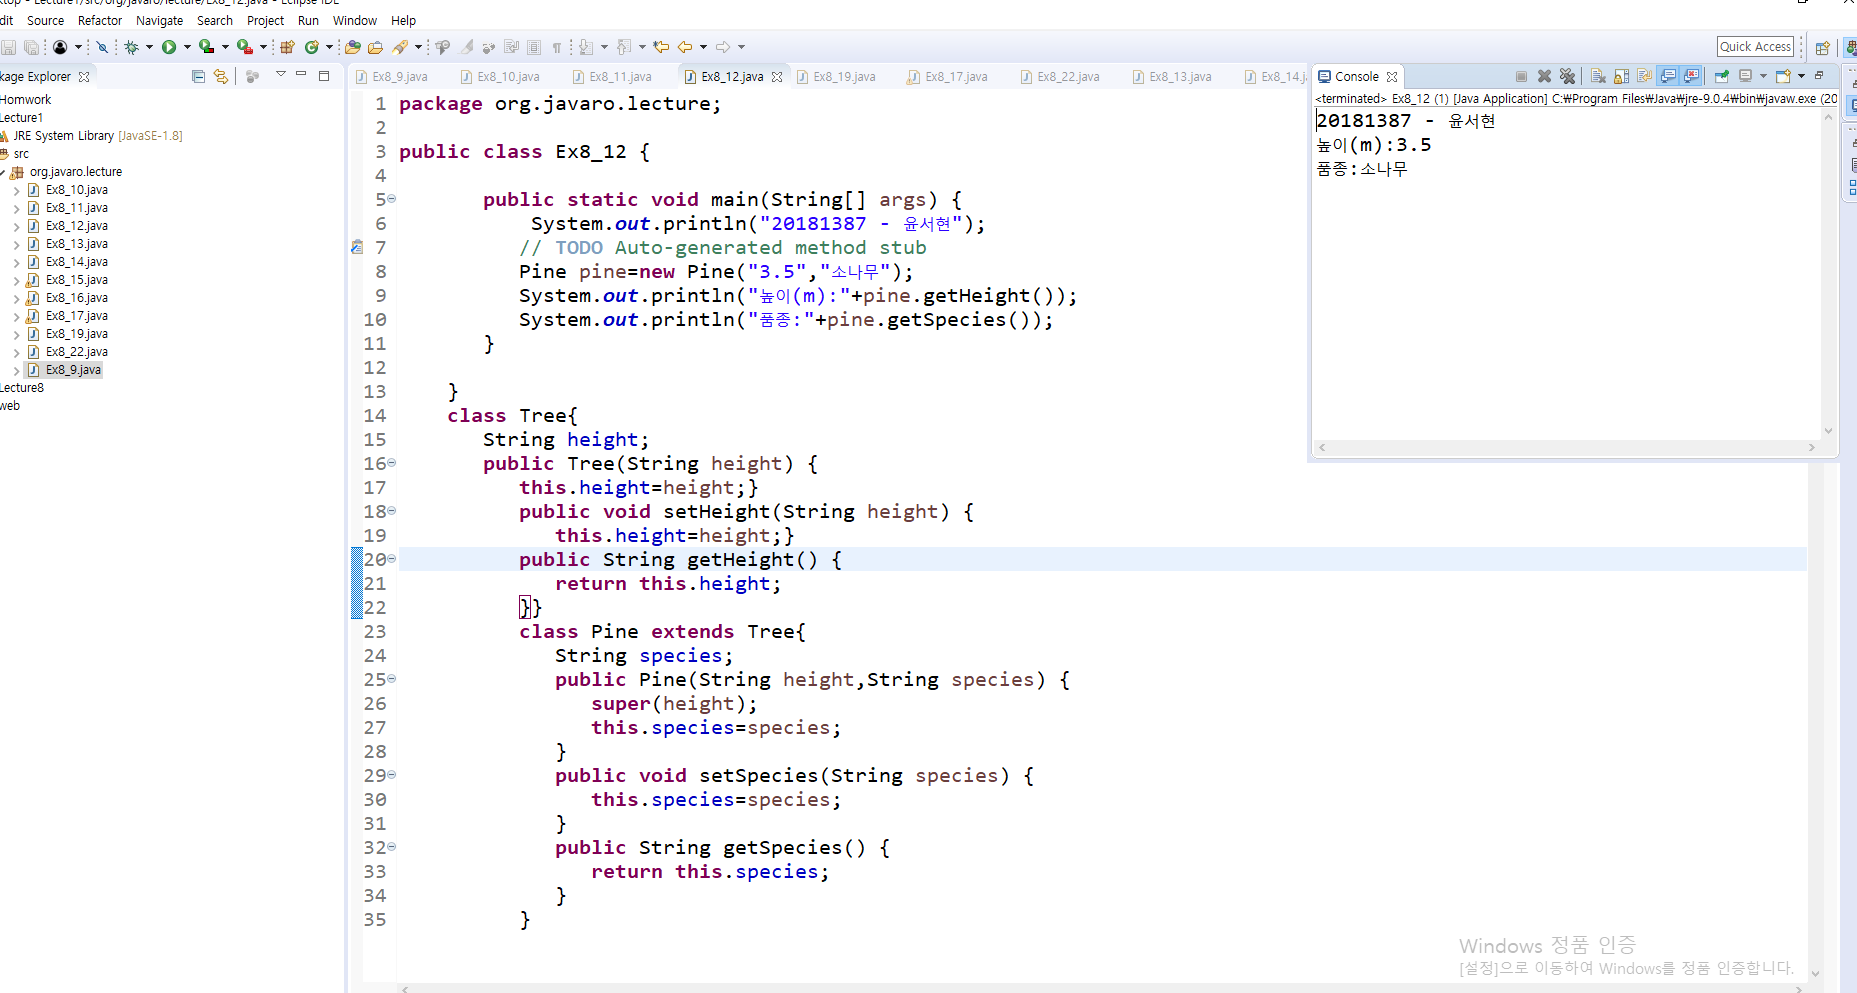 ktop - Lecture1/src/org/javaro/lecture/Ex8_12.java - Eclipse IDE
dit Source Refactor Navigate Search Project Run Window Help
Quick Access
kage Explorer
Homwork
Lecture1
JRE System Library [JavaSE-1.8]
src
org.javaro.lecture
Ex8_10.java
Ex8_11.java
Ex8_12.java
Ex8_13.java
Ex8_14.java
Ex8_15.java
Ex8_16.java
Ex8_17.java
Ex8_19.java
Ex8_22.java
Ex8_9.java
Lecture8
web
Ex8_9.java Ex8_10.java Ex8_11.java Ex8_12.java Ex8_19.java Ex8_17.java Ex8_22.java Ex8_13.java Ex8_14.j
1 package org.javaro.lecture;
2
3 public class Ex8_12 {
4
5 public static void main(String[] args) {
6 System.out.println("20181387 - 윤서현");
7 // TODO Auto-generated method stub
8 Pine pine=new Pine("3.5","소나무");
9 System.out.println("높이(m):"+pine.getHeight());
10 System.out.println("품종:"+pine.getSpecies());
11 }
12
13 }
14 class Tree{
15 String height;
16 public Tree(String height) {
17 this.height=height;}
18 public void setHeight(String height) {
19 this.height=height;}
20 public String getHeight() {
21 return this.height;
22 }}
23 class Pine extends Tree{
24 String species;
25 public Pine(String height,String species) {
26 super(height);
27 this.species=species;
28 }
29 public void setSpecies(String species) {
30 this.species=species;
31 }
32 public String getSpecies() {
33 return this.species;
34 }
35 }
Console
<terminated> Ex8_12 (1) [Java Application] C:₩Program Files₩Java₩jre-9.0.4₩bin₩javaw.exe (20
20181387 - 윤서현
높이(m):3.5
품종:소나무
Windows 정품 인증
[설정]으로 이동하여 Windows를 정품 인증합니다.